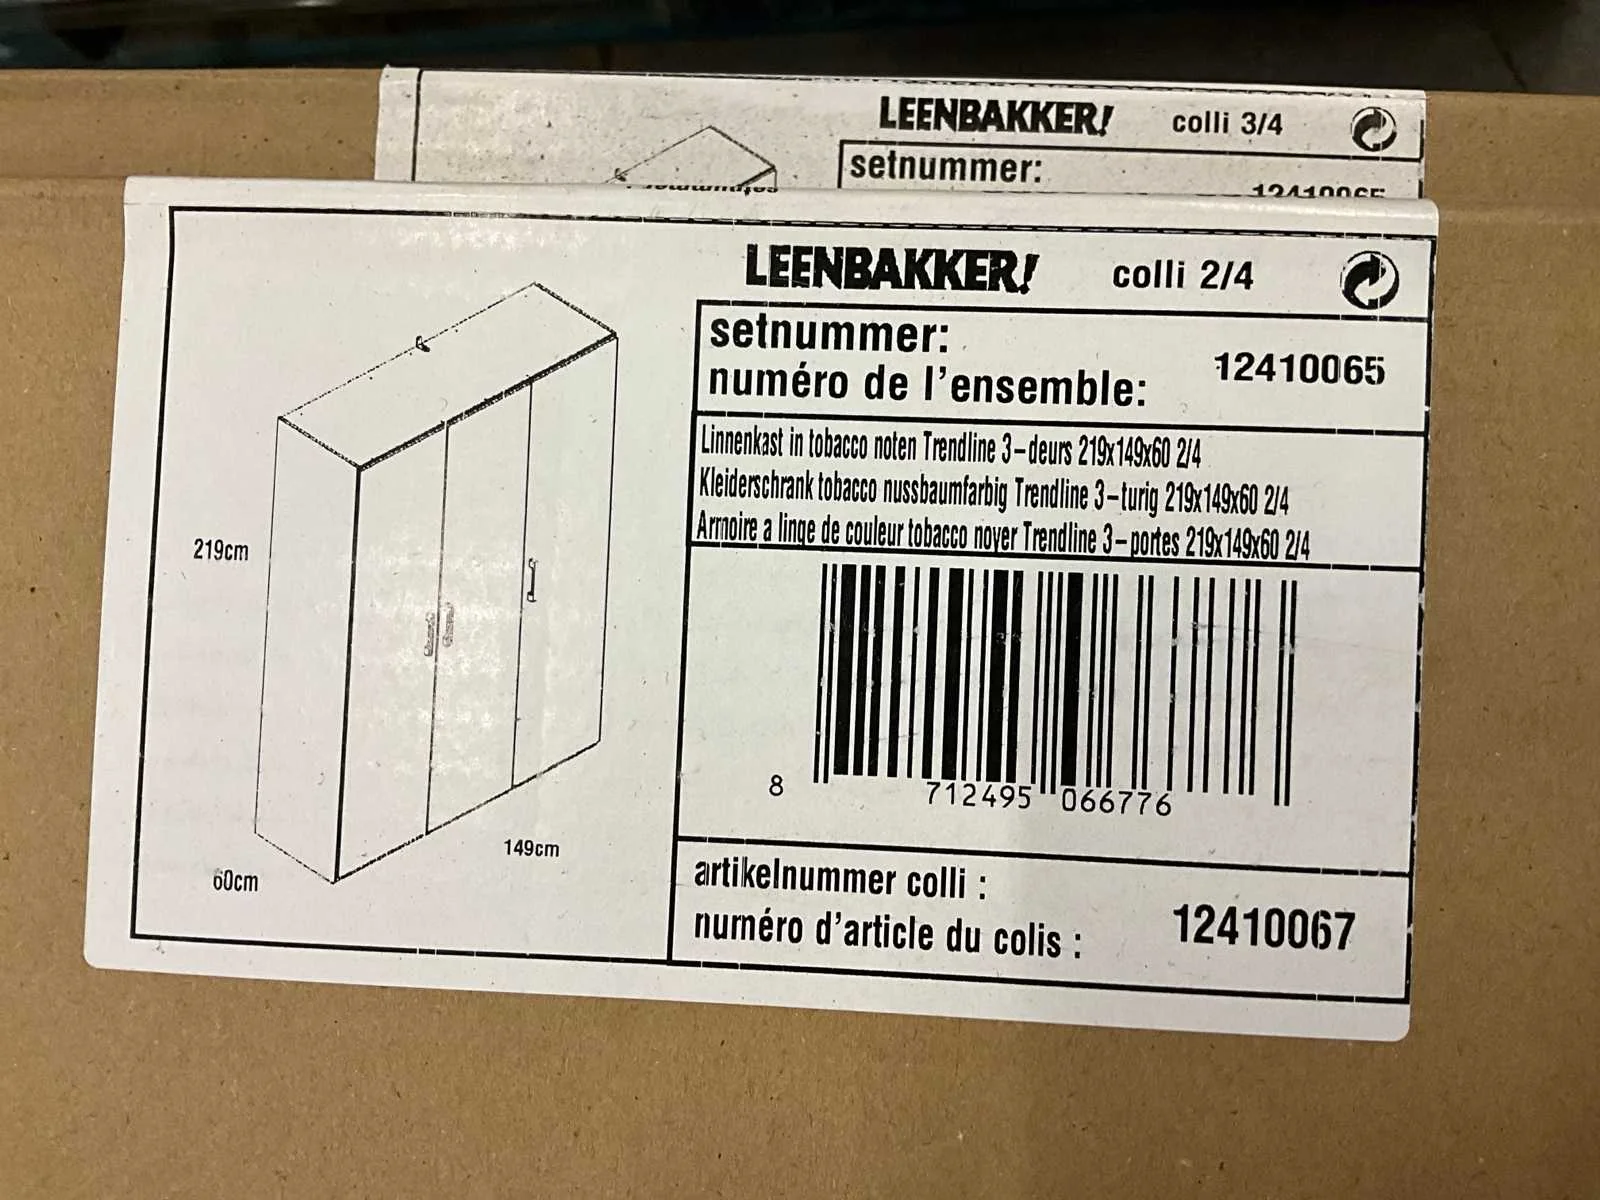 LEENBAKKER! colli 3/4
setnummer:
12410065
LEENBAKKER! colli 2/4
setnummer:
numéro de l'ensemble:
12410065
Linnenkast in tobacco noten Trendline 3-deurs 219x149x60 2/4
Kleiderschrank tobacco nussbaumfarbig Trendline 3-turig 219x149x60 2/4
Armoire a linge de couleur tobacco noyer Trendline 3-portes 219x149x60 2/4
219cm
149cm
60cm
8 712495 066776
artikelnummer colli :
numéro d'article du colis :
12410067